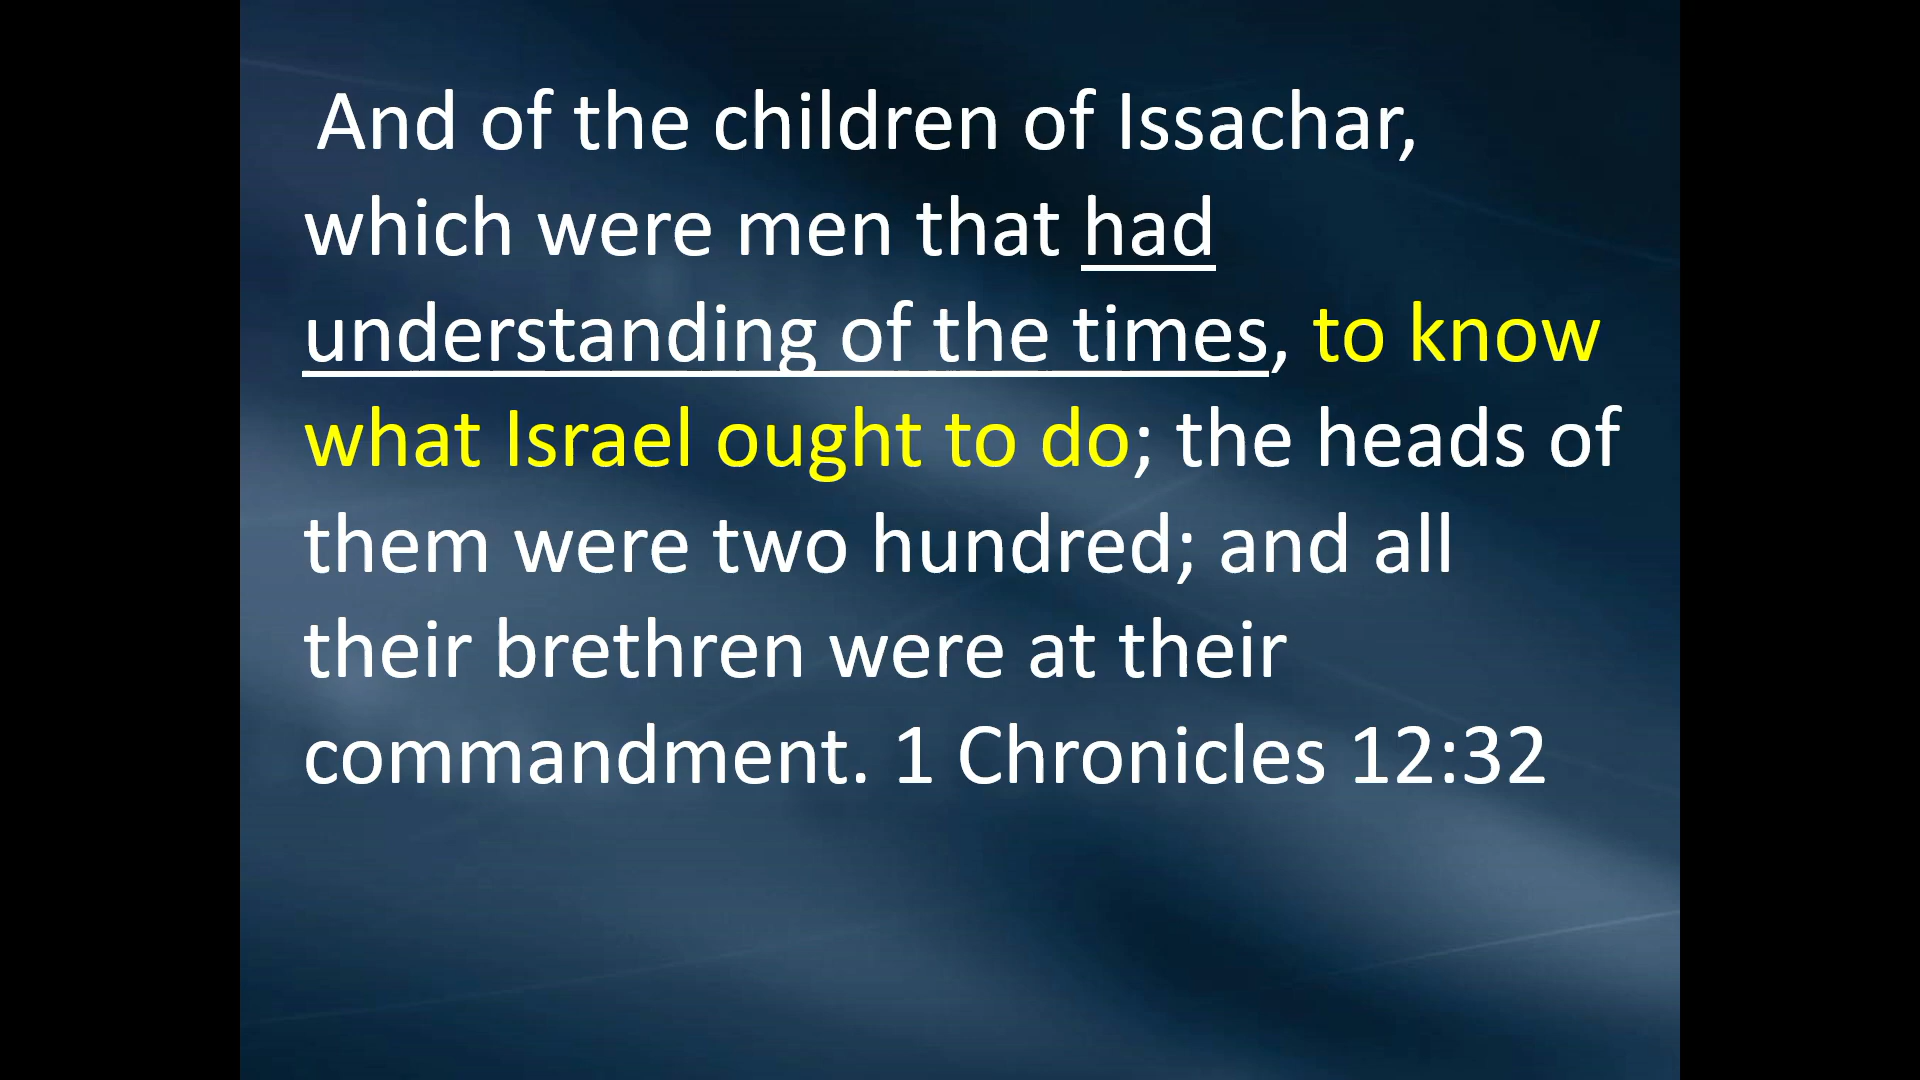 And of the children of Issachar,
which were men that had
understanding of the times, to know
what Israel ought to do; the heads of
them were two hundred; and all
their brethren were at their
commandment. 1 Chronicles 12:32